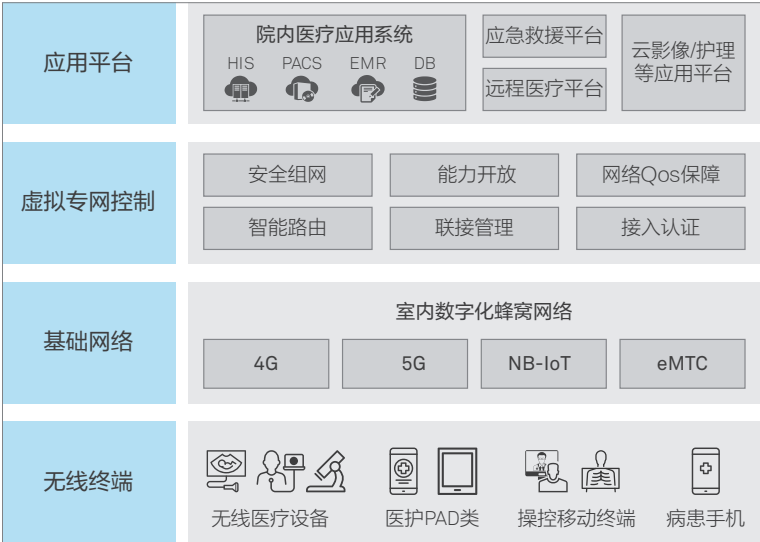 应用平台
院内医疗应用系统
HIS PACS EMR DB
应急救援平台
远程医疗平台
云影像/护理
等应用平台
虚拟专网控制
安全组网 能力开放 网络Qos保障
智能路由 联接管理 接入认证
基础网络
室内数字化蜂窝网络
4G 5G NB-IoT eMTC
无线终端
无线医疗设备 医护PAD类 操控移动终端 病患手机